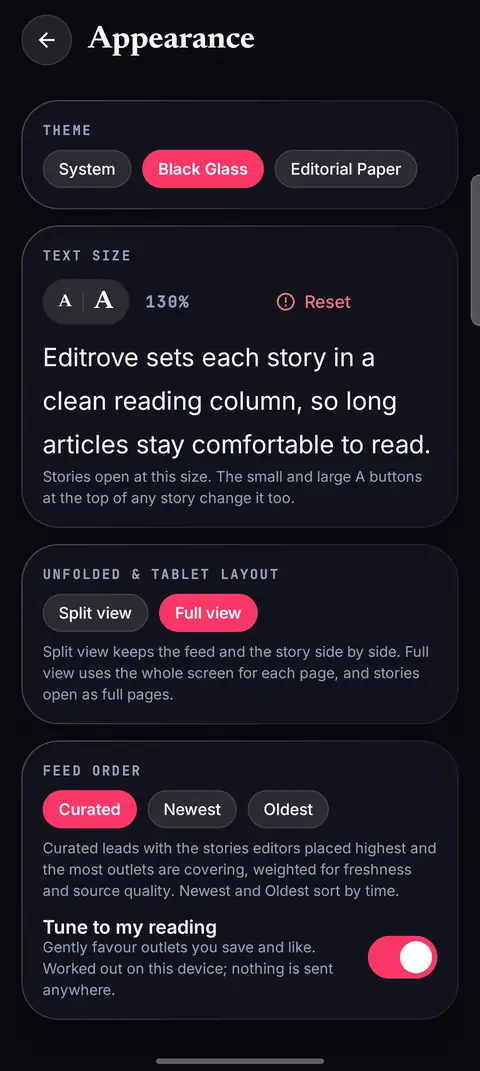 Appearance
THEME
System
Black Glass
Editorial Paper
TEXT SIZE
A A 130% Reset
Editrove sets each story in a
clean reading column, so long
articles stay comfortable to read.
Stories open at this size. The small and large A buttons
at the top of any story change it too.
UNFOLDED & TABLET LAYOUT
Split view
Full view
Split view keeps the feed and the story side by side. Full
view uses the whole screen for each page, and stories
open as full pages.
FEED ORDER
Curated
Newest
Oldest
Curated leads with the stories editors placed highest and
the most outlets are covering, weighted for freshness
and source quality. Newest and Oldest sort by time.
Tune to my reading
Gently favour outlets you save and like.
Worked out on this device; nothing is sent
anywhere.